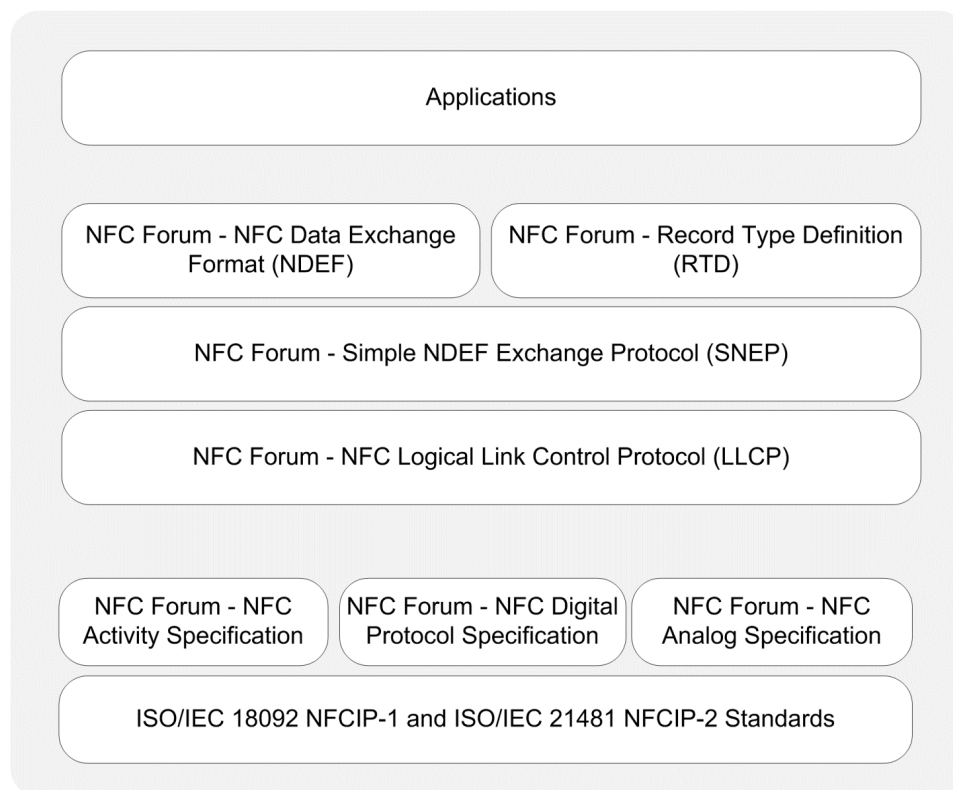 Applications
NFC Forum - NFC Data Exchange
Format (NDEF)
NFC Forum - Record Type Definition
(RTD)
NFC Forum - Simple NDEF Exchange Protocol (SNEP)
NFC Forum - NFC Logical Link Control Protocol (LLCP)
NFC Forum - NFC
Activity Specification
NFC Forum - NFC Digital
Protocol Specification
NFC Forum - NFC
Analog Specification
ISO/IEC 18092 NFCIP-1 and ISO/IEC 21481 NFCIP-2 Standards